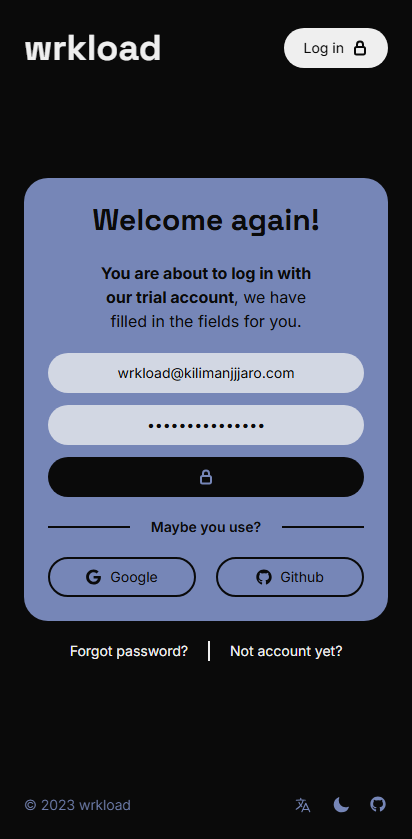 wrkload
Log in
Welcome again!
You are about to log in with
our trial account, we have
filled in the fields for you.
wrkload@kilimanjjjaro.com
•••••••••••••••
Maybe you use?
Google
Github
Forgot password?
Not account yet?
© 2023 wrkload